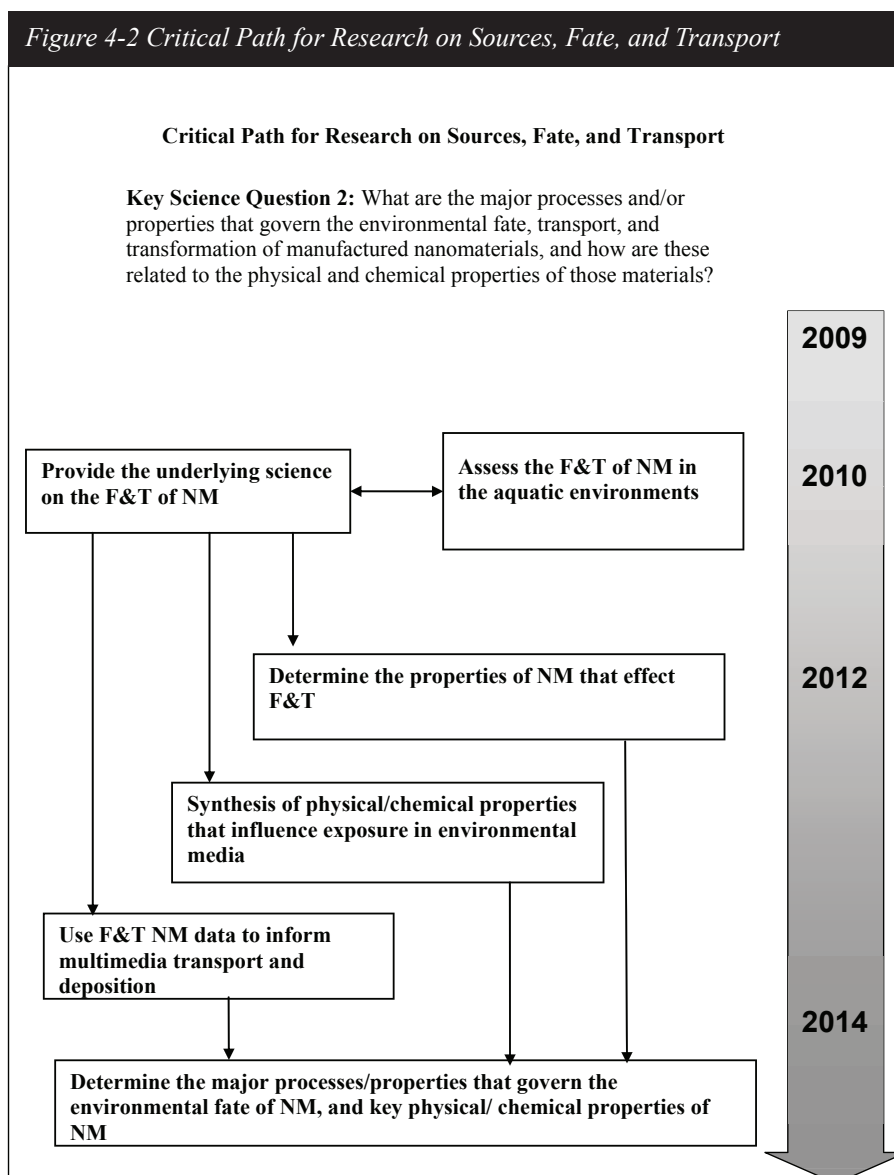 Figure 4-2 Critical Path for Research on Sources, Fate, and Transport
Critical Path for Research on Sources, Fate, and Transport
Key Science Question 2: What are the major processes and/or
properties that govern the environmental fate, transport, and
transformation of manufactured nanomaterials, and how are these
related to the physical and chemical properties of those materials?
2009
Provide the underlying science
on the F&T of NM
Assess the F&T of NM in
the aquatic environments
2010
Determine the properties of NM that effect
F&T
2012
Synthesis of physical/chemical properties
that influence exposure in environmental
media
Use F&T NM data to inform
multimedia transport and
deposition
2014
Determine the major processes/properties that govern the
environmental fate of NM, and key physical/ chemical properties of
NM